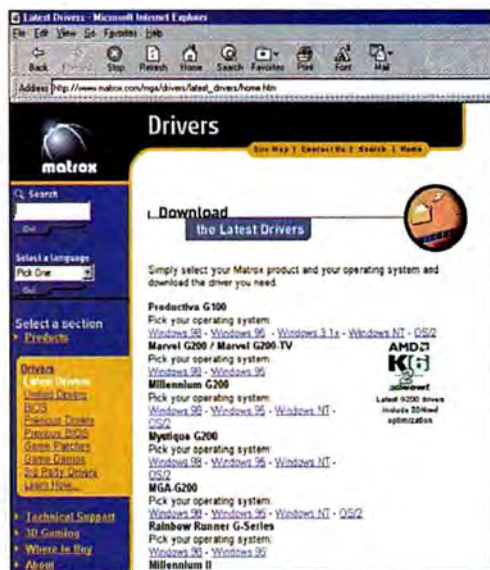 Latest Drivers - Microsoft Internet Explorer
File Edit View Go Favorites Help
Back Stop Refresh Home Search Favorites Print Font Mail
Address http://www.matrox.com/mga/drivers/latest_drivers/home.htm
matrox
Drivers
Site Map | Contact Us | Search | Home
Search
Go!
Select a language
Pick One
Go!
Select a section
Products
Drivers
Latest Drivers
Unified Drivers
BIOS
Previous Drivers
Previous BIOS
Game Patches
Game Demos
3rd Party Drivers
Learn How...
Technical Support
3D Gaming
Where to Buy
About
Download
the Latest Drivers
Simply select your Matrox product and your operating system and
download the driver you need.
Productiva G100
Pick your operating system:
Windows 98 - Windows 95 - Windows 3.1x - Windows NT - OS/2
Marvel G200 / Marvel G200-TV
Pick your operating system:
Windows 98 - Windows 95
Millennium G200
Pick your operating system:
Windows 98 - Windows 95 - Windows NT -
OS/2
Mystique G200
Pick your operating system:
Windows 98 - Windows 95 - Windows NT -
OS/2
MGA-G200
Pick your operating system:
Windows 98 - Windows 95 - Windows NT - OS/2
Rainbow Runner G-Series
Pick your operating system:
Windows 98 - Windows 95
Millennium II
AMD
K6
2
3DNow!
Latest G200 drivers
include 3DNow!
optimization